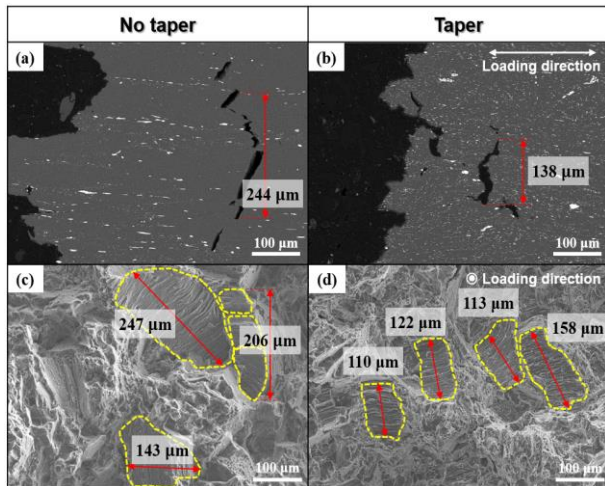 No taper
Taper
(a)
244 μm
100 μm
(b)
Loading direction
138 μm
100 μm
(c)
247 μm
206 μm
143 μm
100 μm
(d)
Loading direction
113 μm
122 μm
158 μm
110 μm
100 μm